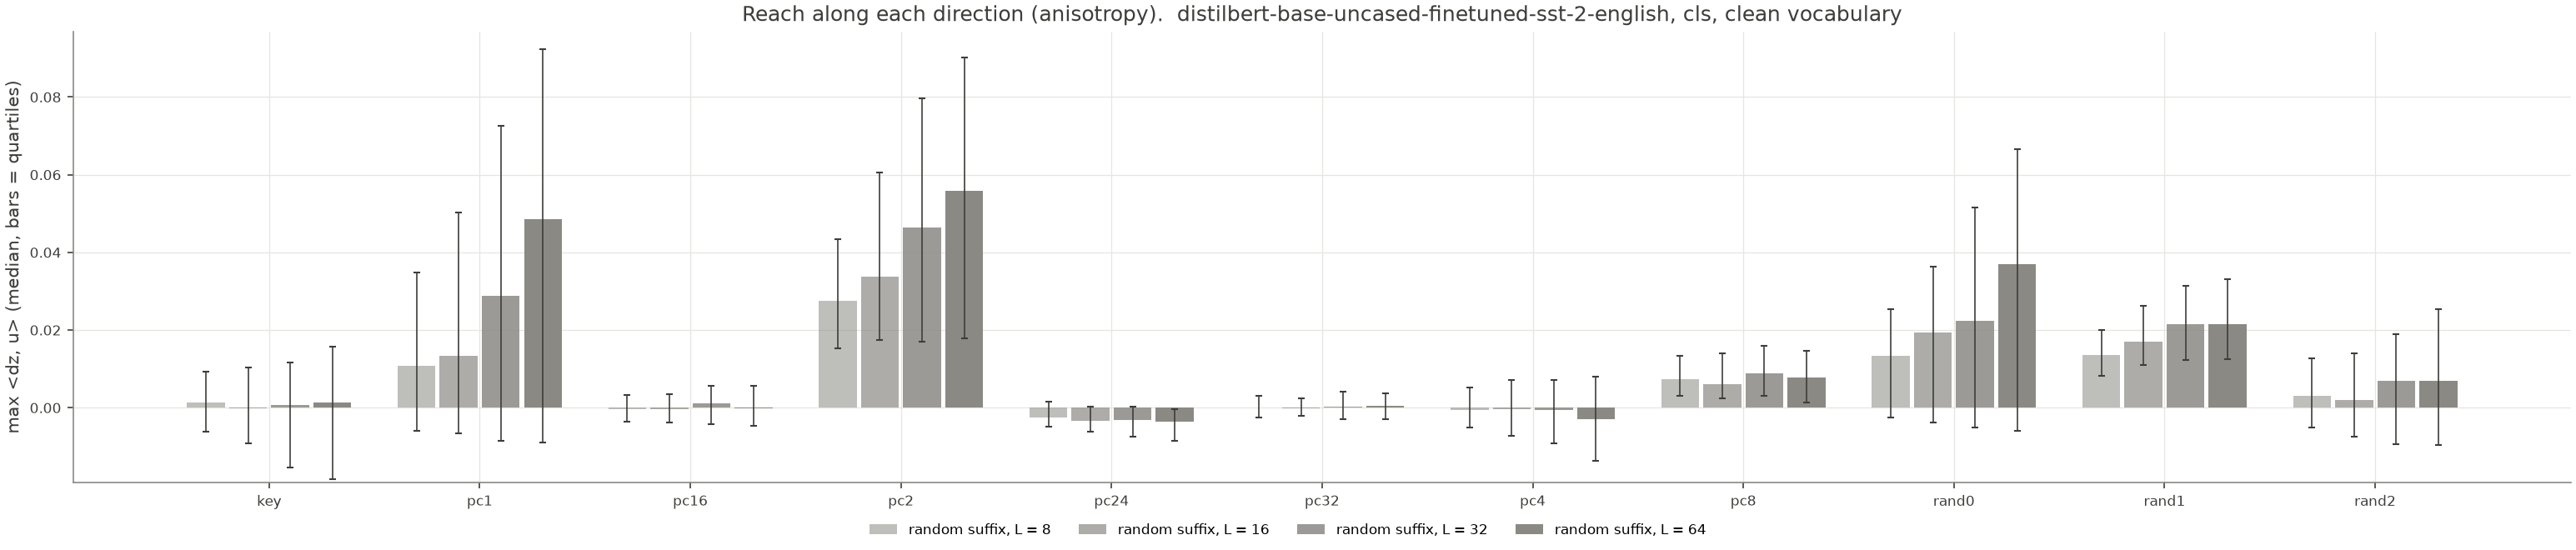 Reach along each direction (anisotropy).  distilbert-base-uncased-finetuned-sst-2-english, cls, clean vocabulary
max <dz, u> (median, bars = quartiles)
0.08
0.06
0.04
0.02
0.00
key pc1 pc16 pc2 pc24 pc32 pc4 pc8 rand0 rand1 rand2
random suffix, L = 8 random suffix, L = 16 random suffix, L = 32 random suffix, L = 64